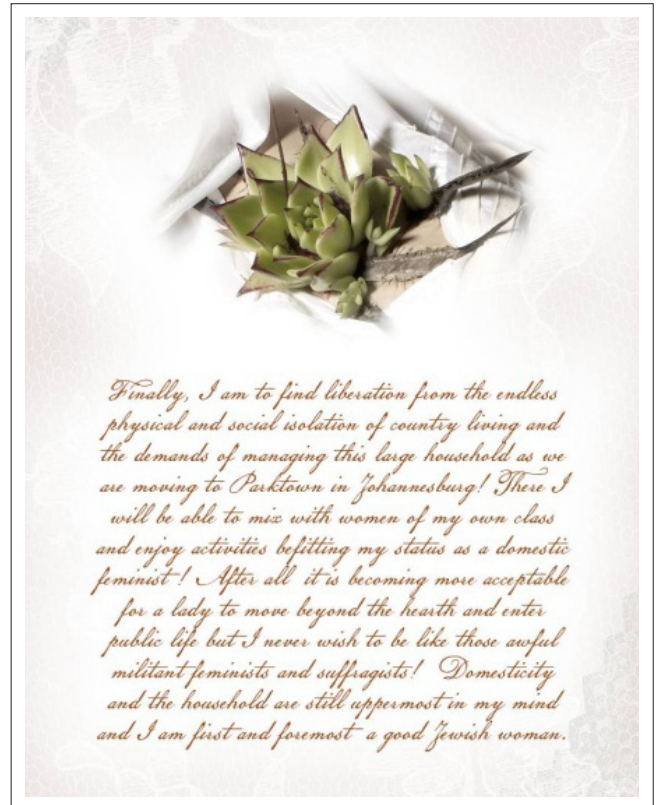 Finally, I am to find liberation from the endless
physical and social isolation of country living and
the demands of managing this large household as we
are moving to Parktown in Johannesburg! There I
will be able to mix with women of my own class
and enjoy activities befitting my status as a domestic
feminist! After all it is becoming more acceptable
for a lady to move beyond the hearth and enter
public life but I never wish to be like those awful
militant feminists and suffragists! Domesticity
and the household are still uppermost in my mind
and I am first and foremost a good Jewish woman.